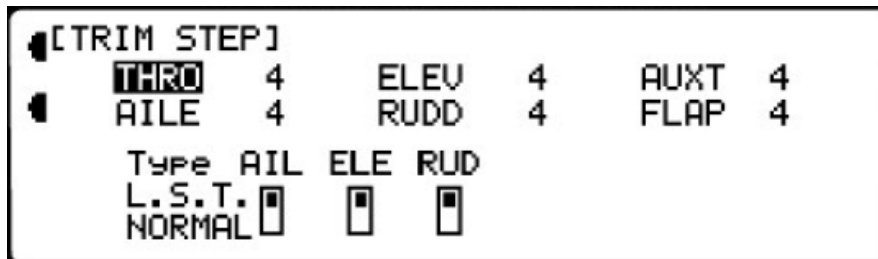 [TRIM STEP]
THRO 4 ELEV 4 AUXT 4
AILE 4 RUDD 4 FLAP 4
Type AIL ELE RUD
L.S.T.
NORMAL